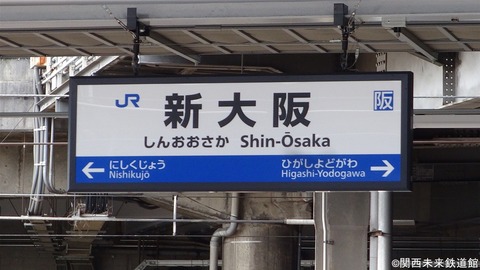 JR
新大阪
阪
しんおおさか Shin-Ōsaka
にしくじょう
Nishikujō
ひがしよどがわ
Higashi-Yodogawa
©関西未来鉄道館